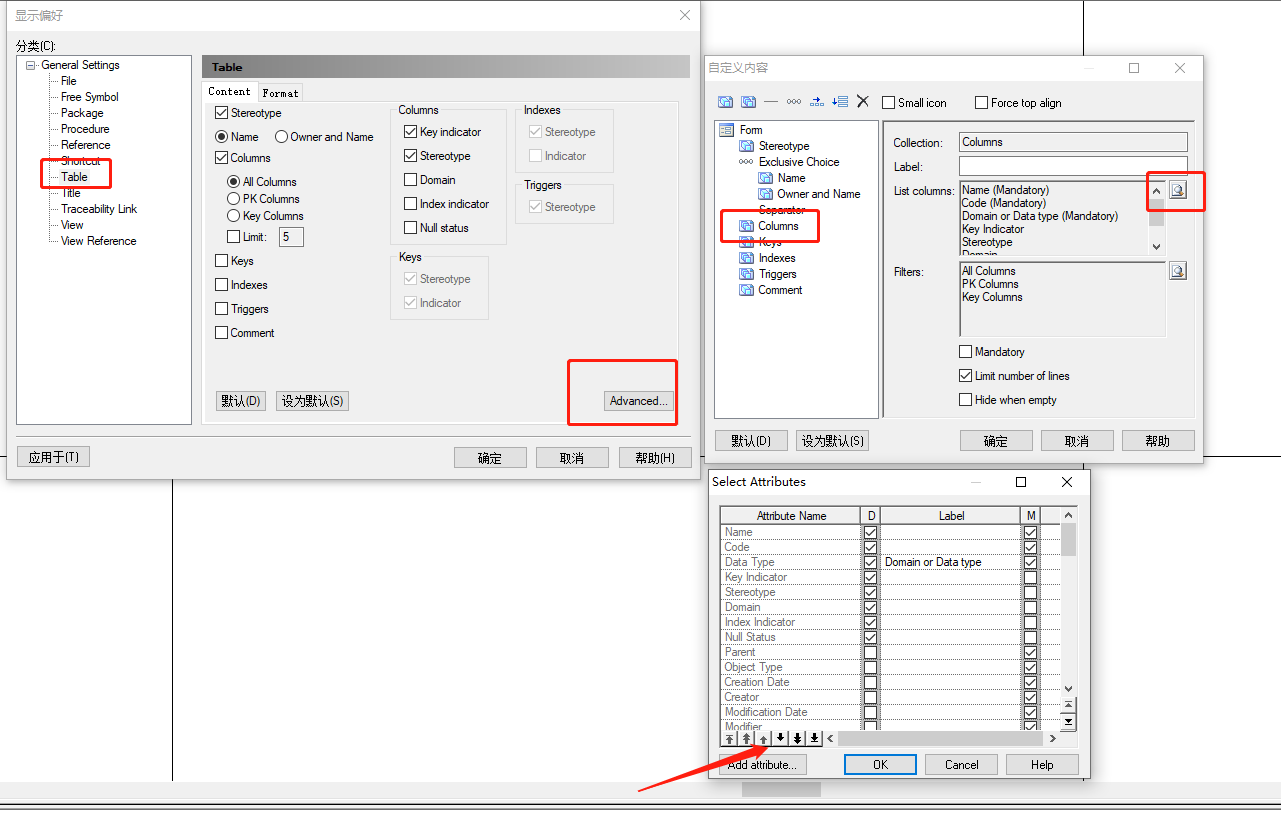 显示偏好
分类(C):
General Settings
File
Free Symbol
Package
Procedure
Reference
Shortcut
Table
Title
Traceability Link
View
View Reference
Table
Content Format
Stereotype
Name Owner and Name
Columns
All Columns
PK Columns
Key Columns
Limit: 5
Keys
Indexes
Triggers
Comment
Columns
Key indicator
Stereotype
Domain
Index indicator
Null status
Keys
Stereotype
Indicator
Indexes
Stereotype
Indicator
Triggers
Stereotype
默认(D) 设为默认(S) Advanced...
应用于(T) 确定 取消 帮助(H)
自定义内容
Small icon Force top align
Form
Stereotype
Exclusive Choice
Name
Owner and Name
Separator
Columns
Keys
Indexes
Triggers
Comment
Collection: Columns
Label:
List columns: Name (Mandatory)
Code (Mandatory)
Domain or Data type (Mandatory)
Key Indicator
Stereotype
Domain
Filters: All Columns
PK Columns
Key Columns
Mandatory
Limit number of lines
Hide when empty
默认(D) 设为默认(S) 确定 取消 帮助
Select Attributes
Attribute Name D Label M
Name
Code
Data Type Domain or Data type
Key Indicator
Stereotype
Domain
Index Indicator
Null Status
Parent
Object Type
Creation Date
Creator
Modification Date
Modifier
Add attribute... OK Cancel Help